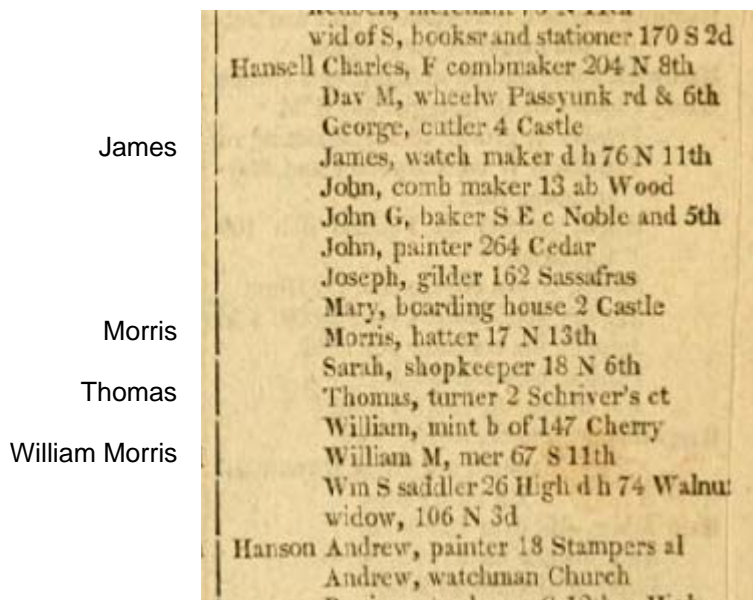 wid of S, booksr and stationer 170 S 2d
Hansell Charles, F combmaker 204 N 8th
Dav M, wheelw Passyunk rd & 6th
George, cutler 4 Castle
James James, watch maker d h 76 N 11th
John, comb maker 13 ab Wood
John G, baker S E c Noble and 5th
John, painter 264 Cedar
Joseph, gilder 162 Sassafras
Mary, boarding house 2 Castle
Morris Morris, hatter 17 N 13th
Sarah, shopkeeper 18 N 6th
Thomas Thomas, turner 2 Schriver's ct
William, mint b of 147 Cherry
William Morris William M, mer 67 S 11th
Wm S saddler 26 High d h 74 Walnut
widow, 106 N 3d
Hanson Andrew, painter 18 Stampers al
Andrew, watchman Church